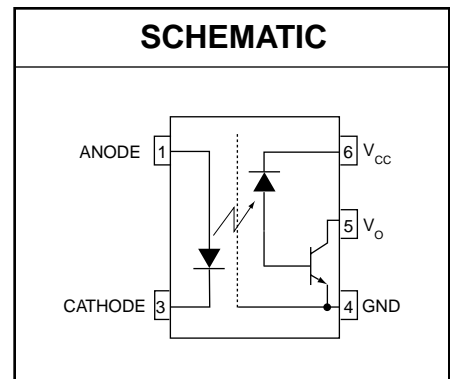 SCHEMATIC
ANODE 1
6 VCC
5 VO
CATHODE 3
4 GND